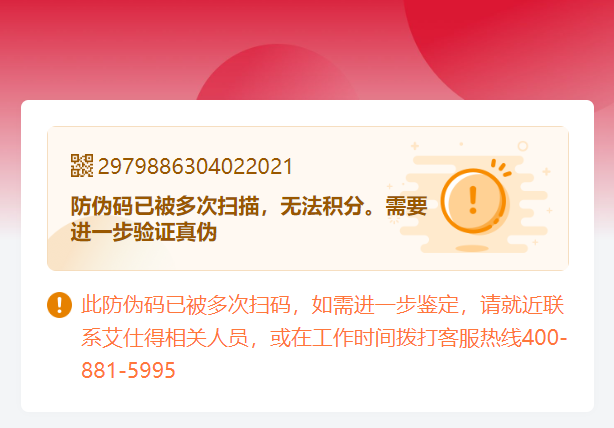 2979886304022021
防伪码已被多次扫描，无法积分。需要
进一步验证真伪
此防伪码已被多次扫码，如需进一步鉴定，请就近联
系艾仕得相关人员，或在工作时间拨打客服热线400-
881-5995